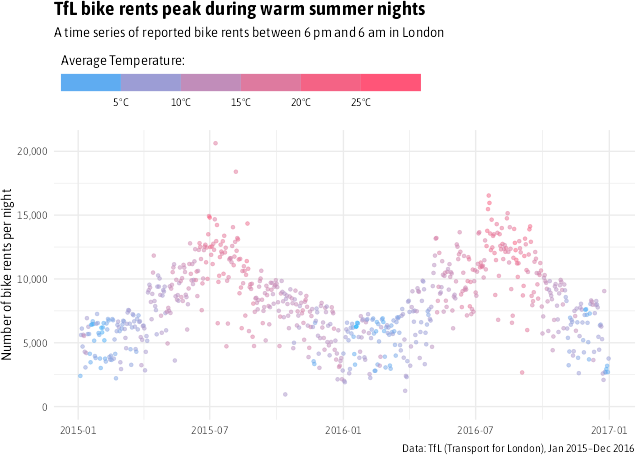 TfL bike rents peak during warm summer nights
A time series of reported bike rents between 6 pm and 6 am in London
Average Temperature:
5°C 10°C 15°C 20°C 25°C
Number of bike rents per night
20,000
15,000
10,000
5,000
0
2015-01 2015-07 2016-01 2016-07 2017-01
Data: TfL (Transport for London), Jan 2015–Dec 2016